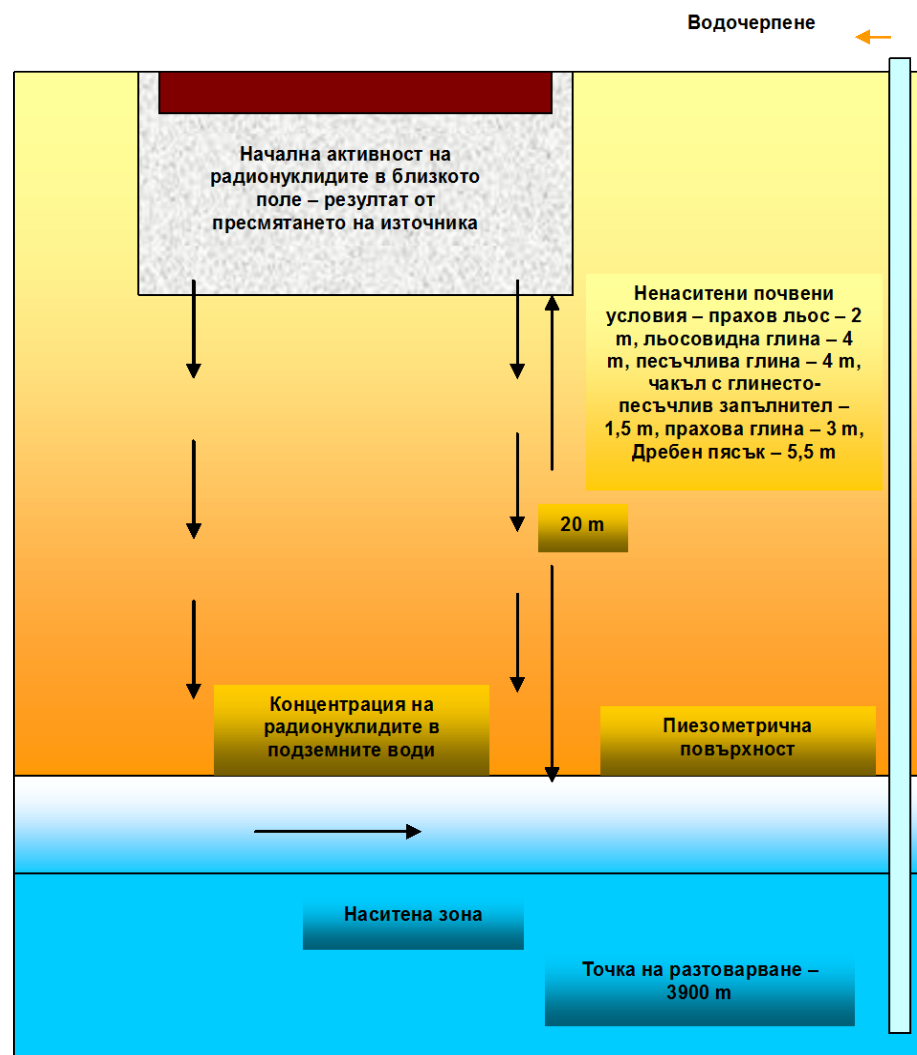 Водочерпене
Начална активност на
радионуклидите в близкото
поле – резултат от
пресмятането на източника
Ненаситени почвени
условия – прахов льос – 2
m, льосовидна глина – 4
m, песъчлива глина – 4 m,
чакъл с глинесто-
песъчлив запълнител –
1,5 m, прахова глина – 3 m,
Дребен пясък – 5,5 m
20 m
Концентрация на
радионуклидите в
подземните води
Пиезометрична
повърхност
Наситена зона
Точка на разтоварване –
3900 m